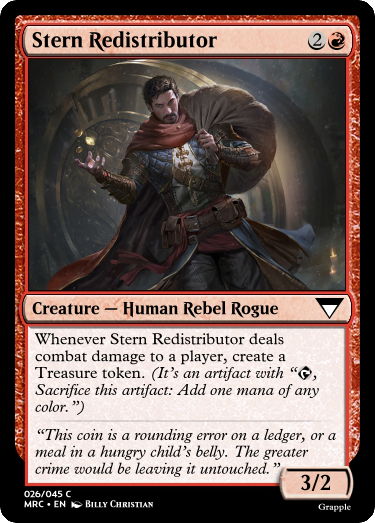 Stern Redistributor 2
Creature — Human Rebel Rogue
Whenever Stern Redistributor deals
combat damage to a player, create a
Treasure token. (It's an artifact with “,
Sacrifice this artifact: Add one mana of any
color.”)
“This coin is a rounding error on a ledger, or a
meal in a hungry child's belly. The greater
crime would be leaving it untouched.”
3/2
026/045 C
MRC • EN Billy Christian
Grapple